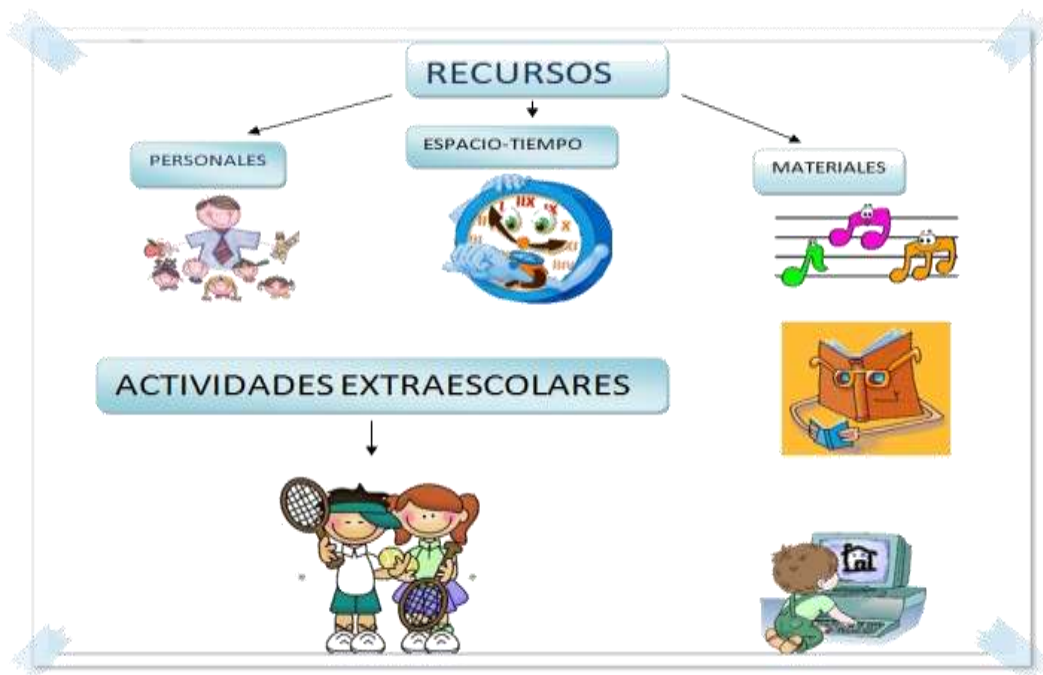 RECURSOS
PERSONALES
ESPACIO-TIEMPO
MATERIALES
ACTIVIDADES EXTRAESCOLARES